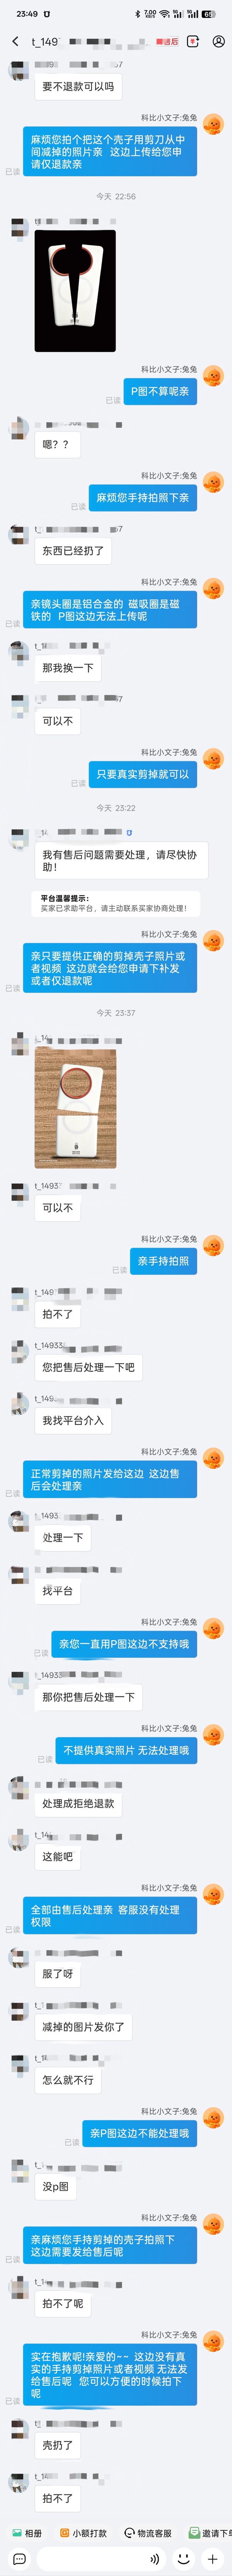 23:49
7.00
KB/S
5G
5G
65
t_149
售后
要不退款可以吗
科比小文子:兔兔
麻烦您拍个把这个壳子用剪刀从中
间减掉的照片亲 这边上传给您申
请仅退款亲
已读
今天 22:56
科比小文子:兔兔
P图不算呢亲
已读
嗯？？
科比小文子:兔兔
麻烦您手持拍照下亲
已读
东西已经扔了
科比小文子:兔兔
亲镜头圈是铝合金的 磁吸圈是磁
铁的 P图这边无法上传呢
已读
那我换一下
可以不
科比小文子:兔兔
只要真实剪掉就可以
已读
今天 23:22
我有售后问题需要处理，请尽快协
助！
平台温馨提示：
买家已求助平台，请主动联系买家协商处理！
科比小文子:兔兔
亲只要提供正确的剪掉壳子照片或
者视频 这边就会给您申请下补发
或者仅退款呢
已读
今天 23:37
t_1493
可以不
科比小文子:兔兔
亲手持拍照
已读
t_149
拍不了
t_14933
您把售后处理一下吧
t_149
我找平台介入
科比小文子:兔兔
正常剪掉的照片发给这边 这边售
后会处理亲
已读
t_1493
处理一下
找平台
科比小文子:兔兔
亲您一直用P图这边不支持哦
已读
t_14933
那你把售后处理一下
科比小文子:兔兔
不提供真实照片 无法处理哦
已读
处理成拒绝退款
t_14
这能吧
科比小文子:兔兔
全部由售后处理亲 客服没有处理
权限
已读
服了呀
减掉的图片发你了
怎么就不行
科比小文子:兔兔
亲P图这边不能处理哦
已读
没p图
科比小文子:兔兔
亲麻烦您手持剪掉的壳子拍照下
这边需要发给售后呢
已读
拍不了呢
科比小文子:兔兔
实在抱歉呢!亲爱的~~ 这边没有真
实的手持剪掉照片或者视频 无法发
给售后呢 您可以方便的时候拍下
呢
已读
壳扔了
拍不了
相册
小额打款
物流客服
邀请下单